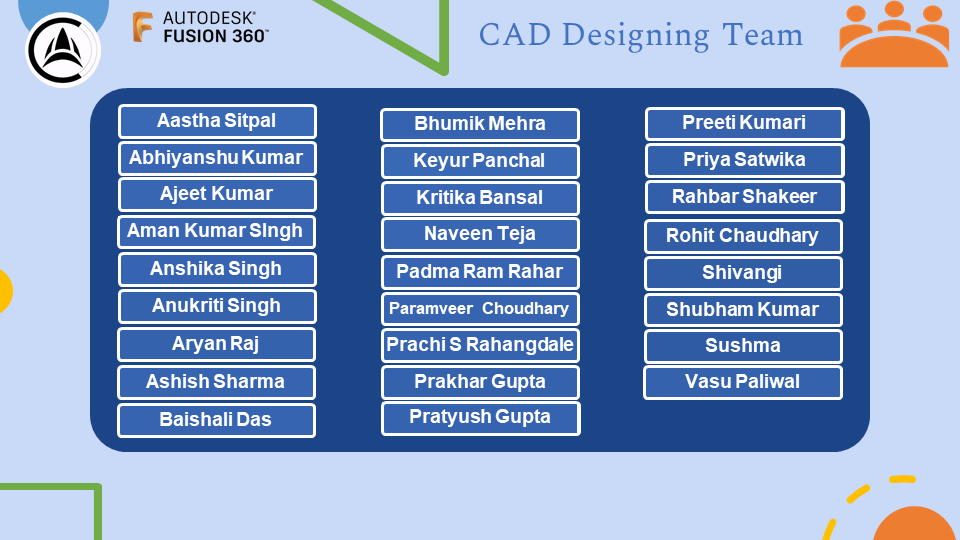 AUTODESK®
FUSION 360™
CAD Designing Team
Aastha Sitpal
Abhiyanshu Kumar
Ajeet Kumar
Aman Kumar SIngh
Anshika Singh
Anukriti Singh
Aryan Raj
Ashish Sharma
Baishali Das
Bhumik Mehra
Keyur Panchal
Kritika Bansal
Naveen Teja
Padma Ram Rahar
Paramveer Choudhary
Prachi S Rahangdale
Prakhar Gupta
Pratyush Gupta
Preeti Kumari
Priya Satwika
Rahbar Shakeer
Rohit Chaudhary
Shivangi
Shubham Kumar
Sushma
Vasu Paliwal